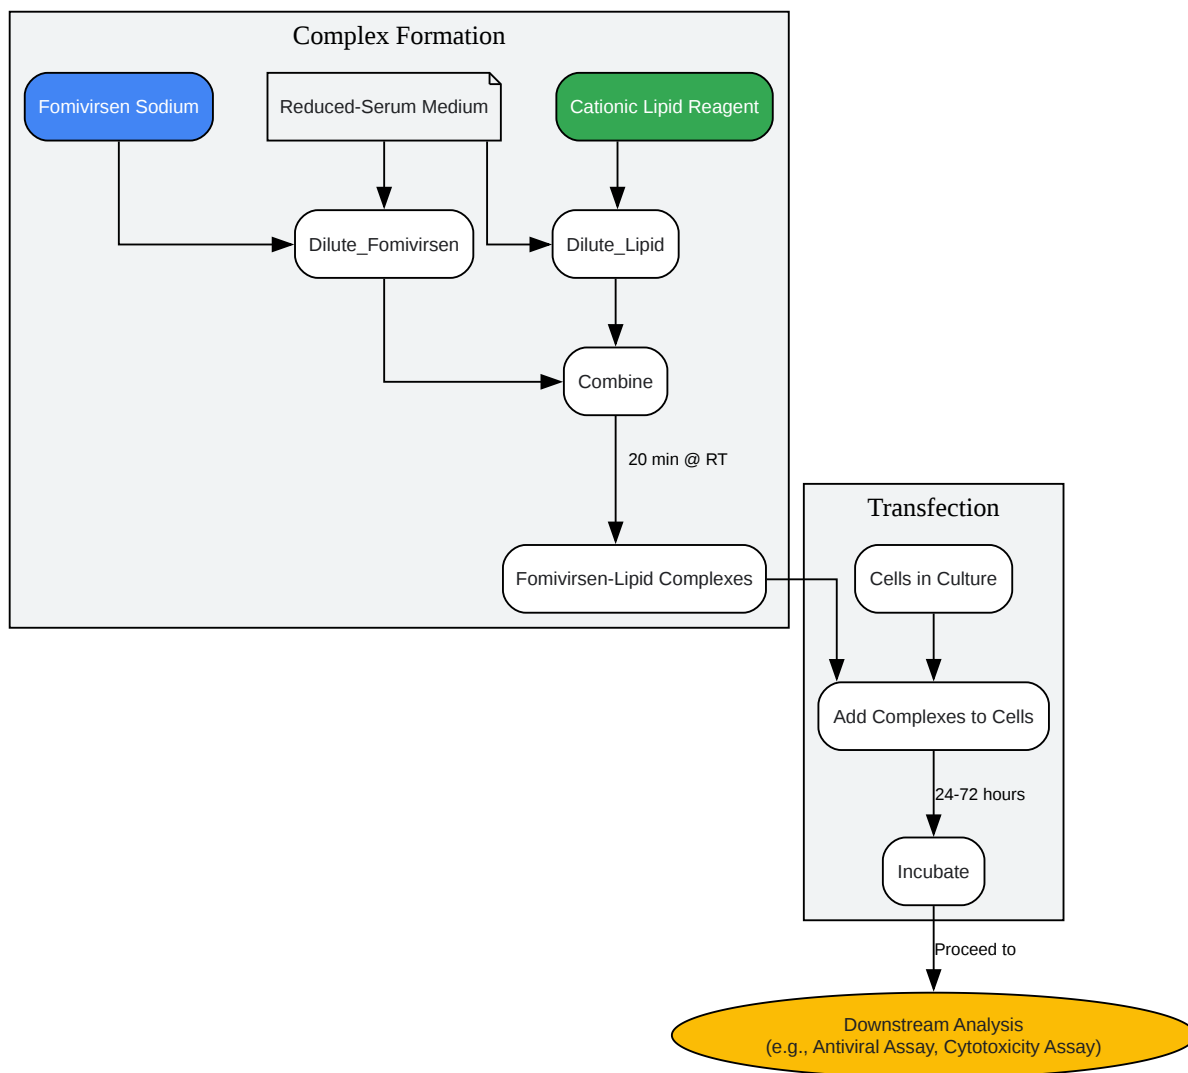 Complex Formation
Fomivirsen Sodium
Reduced-Serum Medium
Cationic Lipid Reagent
Dilute_Fomivirsen
Dilute_Lipid
Combine
20 min @ RT
Fomivirsen-Lipid Complexes
Transfection
Cells in Culture
Add Complexes to Cells
24-72 hours
Incubate
Proceed to
Downstream Analysis
(e.g., Antiviral Assay, Cytotoxicity Assay)